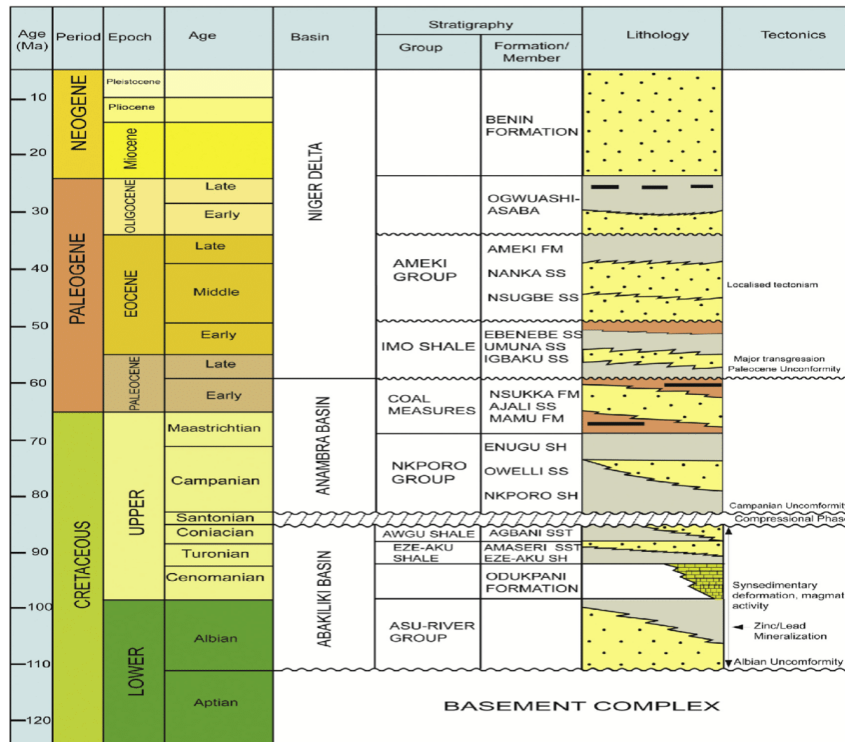 Age
(Ma)
Period
Epoch
Age
Basin
Stratigraphy
Group
Formation/
Member
Lithology
Tectonics
10
20
30
40
50
60
70
80
90
100
110
120
NEOGENE
PALEOGENE
CRETACEOUS
Pleistocene
Pliocene
Miocene
OLIGOCENE
EOCENE
PALEOCENE
UPPER
LOWER
Late
Early
Late
Middle
Early
Late
Early
Maastrichtian
Campanian
Santonian
Coniacian
Turonian
Cenomanian
Albian
Aptian
NIGER DELTA
ANAMBRA BASIN
ABAKILIKI BASIN
AMEKI
GROUP
IMO SHALE
COAL
MEASURES
NKPORO
GROUP
AWGU SHALE
EZE-AKU
SHALE
ASU-RIVER
GROUP
BENIN
FORMATION
OGWUASHI-
ASABA
AMEKI FM
NANKA SS
NSUGBE SS
EBENEBE SS
UMUNA SS
IGBAKU SS
NSUKKA FM
AJALI SS
MAMU FM
ENUGU SH
OWELLI SS
NKPORO SH
AGBANI SST
AMASERI SST
EZE-AKU SH
ODUKPANI
FORMATION
Localised tectonism
Major transgression
Paleocene Unconformity
Campanian Unconformity
Compressional Phase
Synsedimentary
deformation, magmat
activity
Zinc/Lead
Mineralization
Albian Uncomformity
BASEMENT COMPLEX